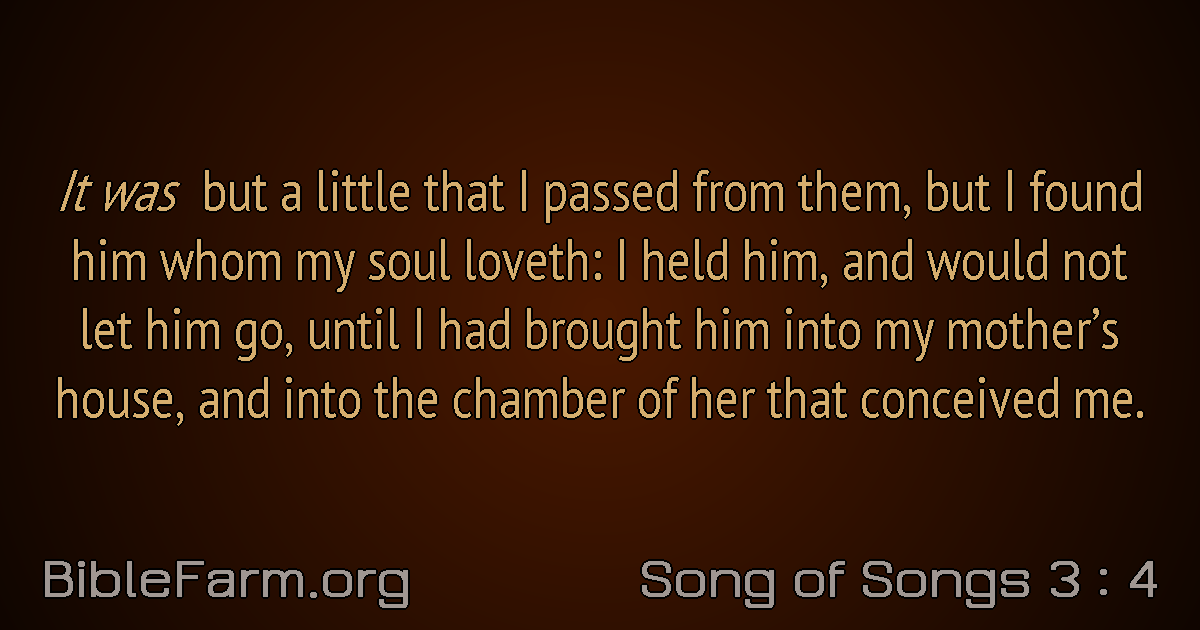 It was but a little that I passed from them, but I found
him whom my soul loveth: I held him, and would not
let him go, until I had brought him into my mother’s
house, and into the chamber of her that conceived me.
BibleFarm.org
Song of Songs 3 : 4